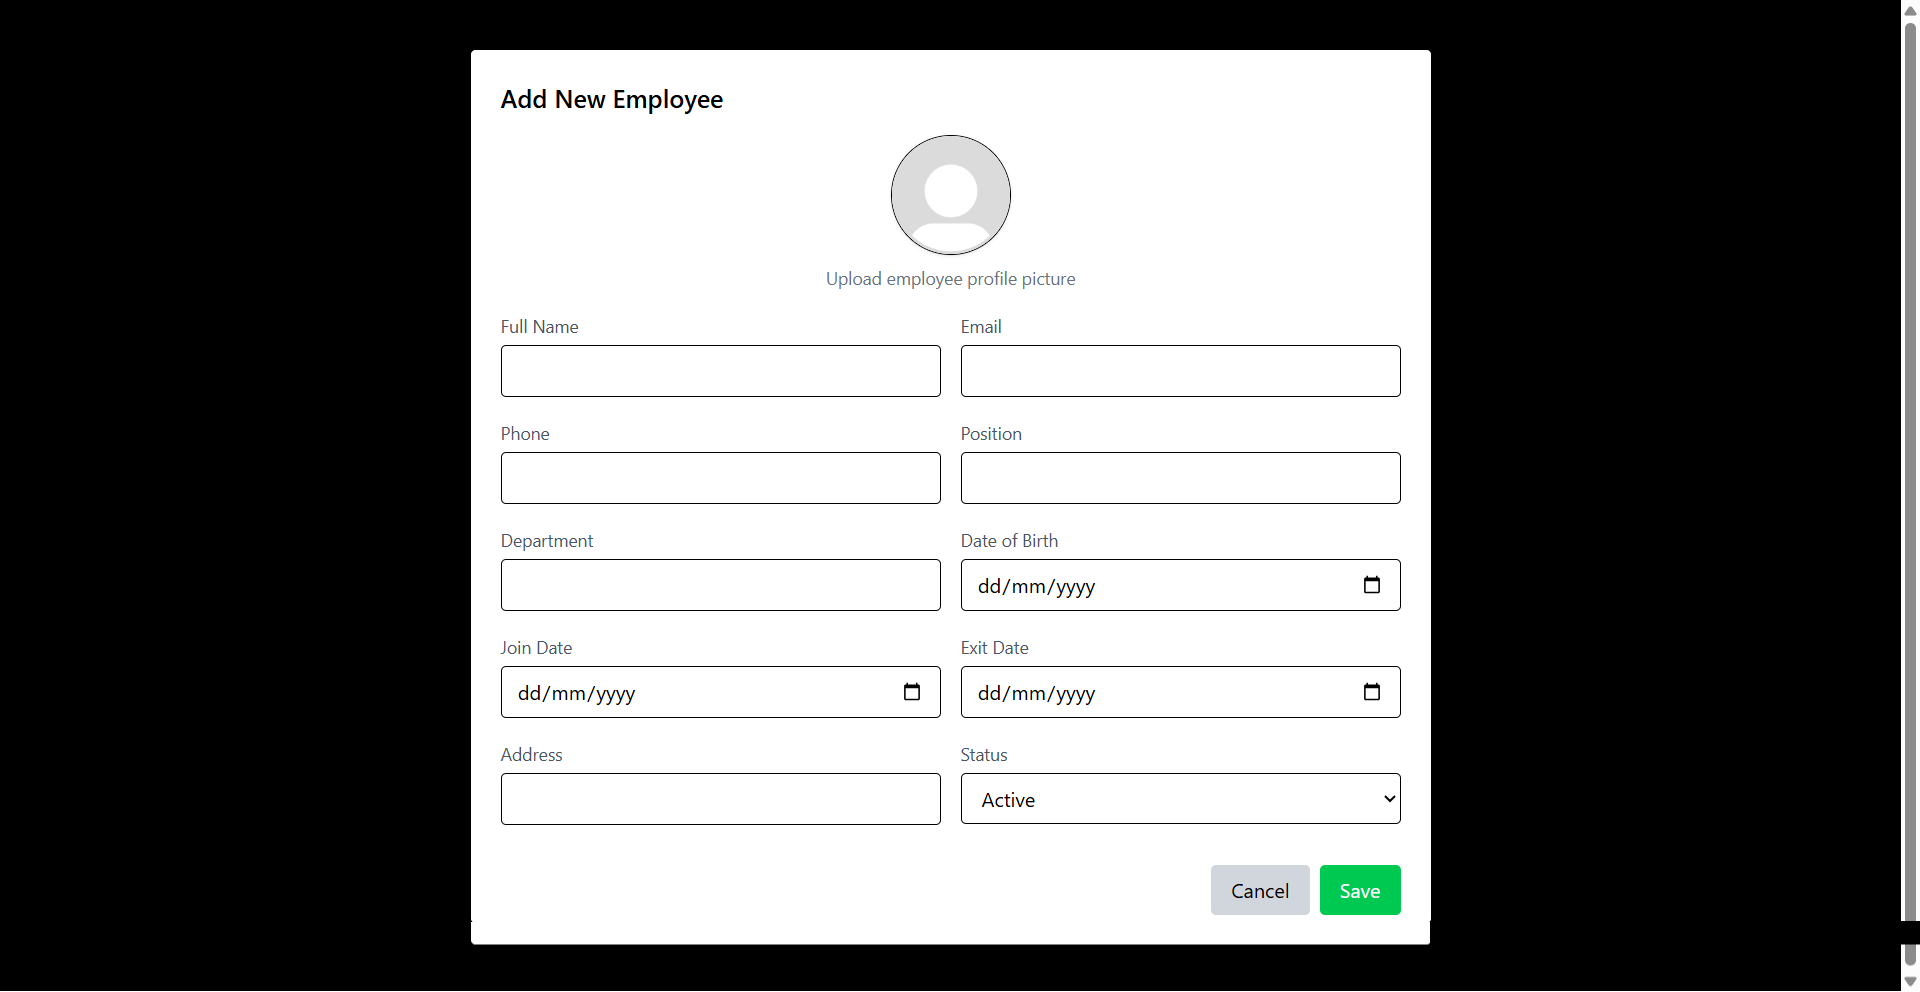 Add New Employee
Upload employee profile picture
Full Name
Email
Phone
Position
Department
Date of Birth
dd/mm/yyyy
Join Date
Exit Date
dd/mm/yyyy
dd/mm/yyyy
Address
Status
Active
Cancel
Save